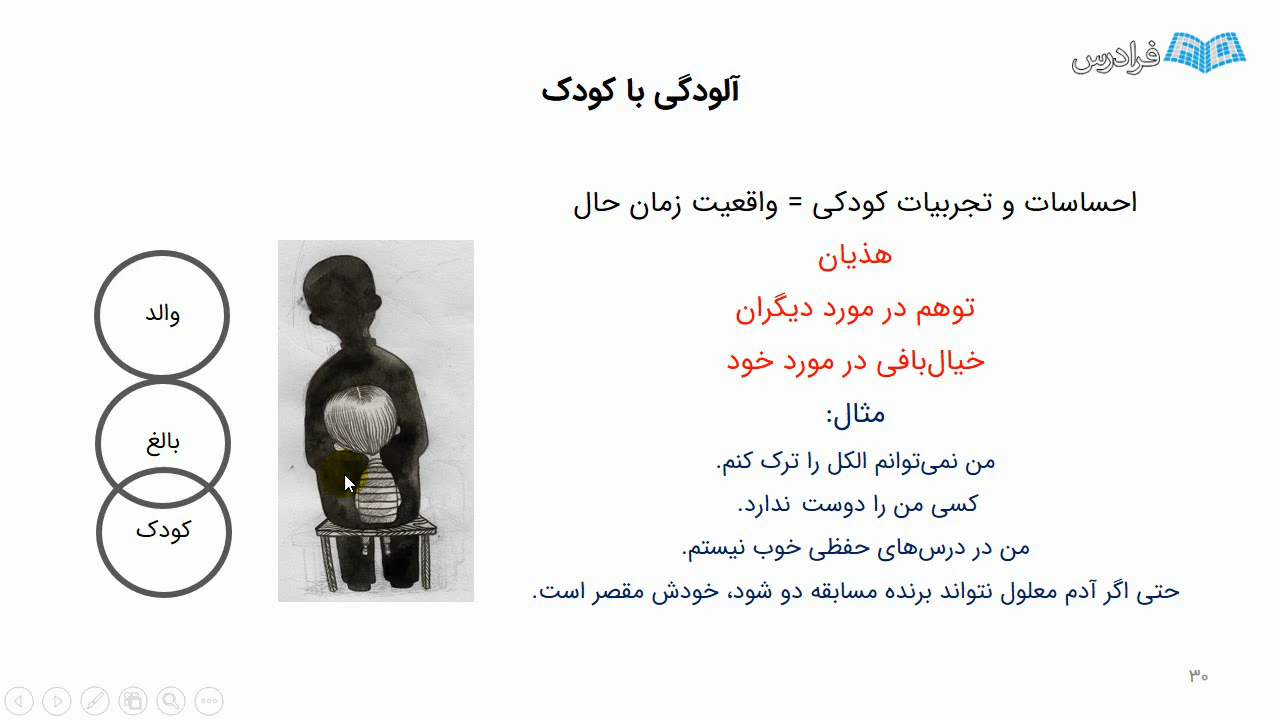 فرادرس
آلودگی با کودک
احساسات و تجربیات کودکی = واقعیت زمان حال
هذیان
توهم در مورد دیگران
خیال‌بافی در مورد خود
مثال:
من نمی‌توانم الکل را ترک کنم.
کسی من را دوست ندارد.
من در درس‌های حفظی خوب نیستم.
حتی اگر آدم معلول نتواند برنده مسابقه دو شود، خودش مقصر است.
والد
بالغ
کودک
۳۰